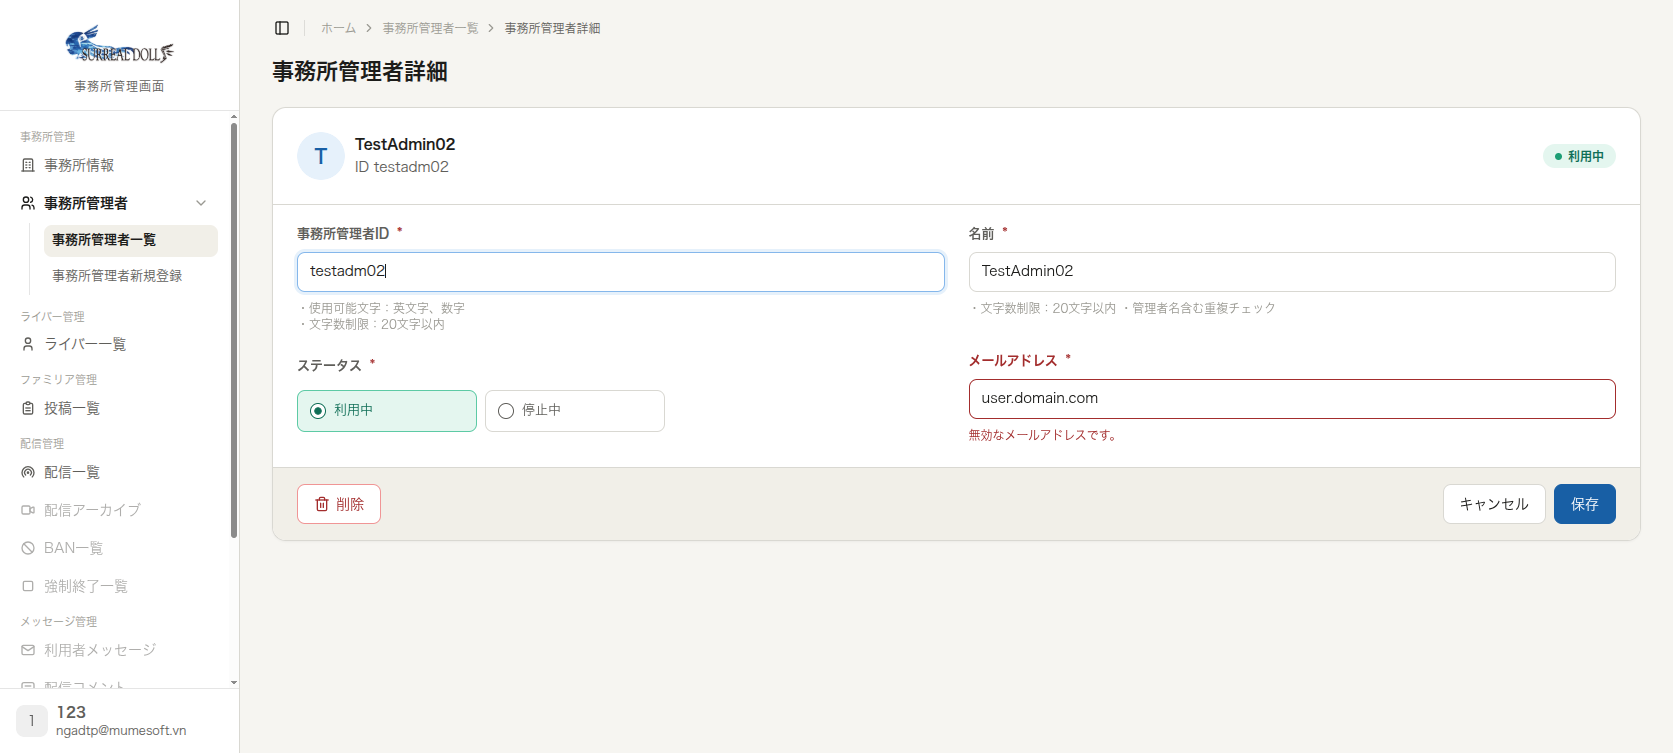 SURREAL DOLL
事務所管理画面
事務所管理
事務所情報
事務所管理者
事務所管理者一覧
事務所管理者新規登録
ライバー管理
ライバー一覧
ファミリア管理
投稿一覧
配信管理
配信一覧
配信アーカイブ
BAN一覧
強制終了一覧
メッセージ管理
利用者メッセージ
配信コメント
1
123
ngadtp@mumesoft.vn
ホーム > 事務所管理者一覧 > 事務所管理者詳細
事務所管理者詳細
T
TestAdmin02
ID testadm02
利用中
事務所管理者ID *
testadm02
・使用可能文字：英文字、数字
・文字数制限：20文字以内
名前 *
TestAdmin02
・文字数制限：20文字以内 ・管理者名含む重複チェック
ステータス *
利用中
停止中
メールアドレス *
user.domain.com
無効なメールアドレスです。
削除
キャンセル
保存